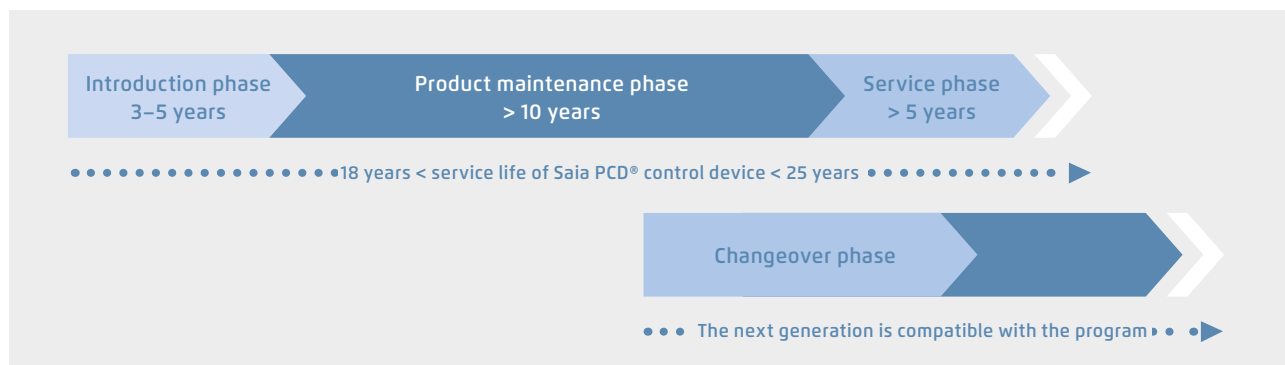 Introduction phase
3–5 years
Product maintenance phase
> 10 years
Service phase
> 5 years
18 years < service life of Saia PCD® control device < 25 years
Changeover phase
The next generation is compatible with the program